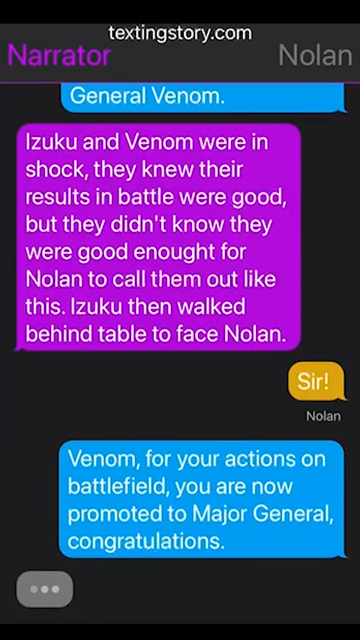 textingstory.com
Narrator
Nolan
General Venom.
Izuku and Venom were in
shock, they knew their
results in battle were good,
but they didn't know they
were good enought for
Nolan to call them out like
this. Izuku then walked
behind table to face Nolan.
Sir!
Nolan
Venom, for your actions on
battlefield, you are now
promoted to Major General,
congratulations.